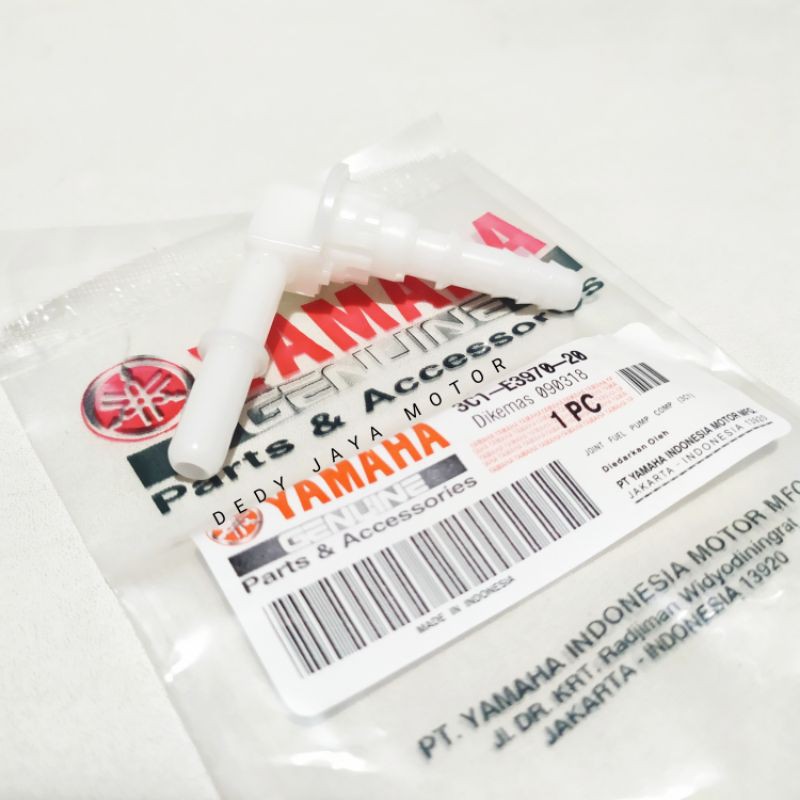 YAMAHA
GENUINE
Parts & Accessories
DEDY JAYA MOTOR
3C1-E3970-20
Dikemas 090318
1 PC
YAMAHA
GENUINE
Parts & Accessories
MADE IN INDONESIA
JOINT FUEL PUMP COMP (3C1)
Diedarkan Oleh
PT YAMAHA INDONESIA MOTOR MFG.
JAKARTA - INDONESIA 13920
PT. YAMAHA INDONESIA MOTOR MFG
Jl. DR. KRT. Radjiman Widyodiningrat
JAKARTA - INDONESIA 13920